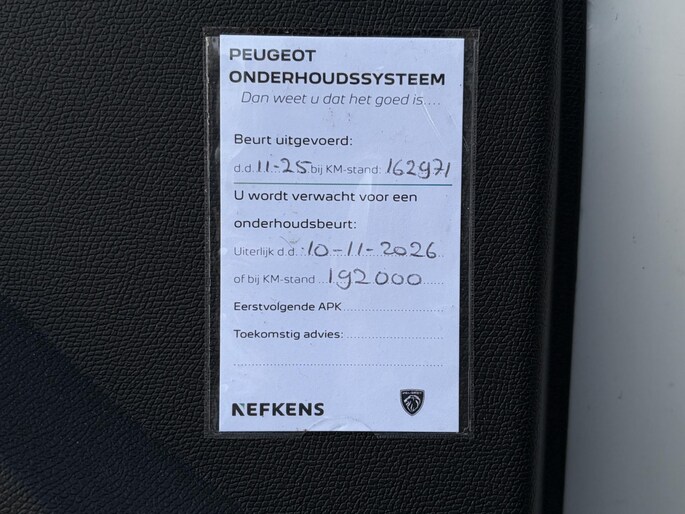 PEUGEOT
ONDERHOUDSSYSTEEM
Dan weet u dat het goed is....
Beurt uitgevoerd:
d.d. 11-25 bij KM-stand: 162971
U wordt verwacht voor een
onderhoudsbeurt:
Uiterlijk d.d. 10-11-2026
of bij KM-stand 192000
Eerstvolgende APK
Toekomstig advies:
NEFKENS